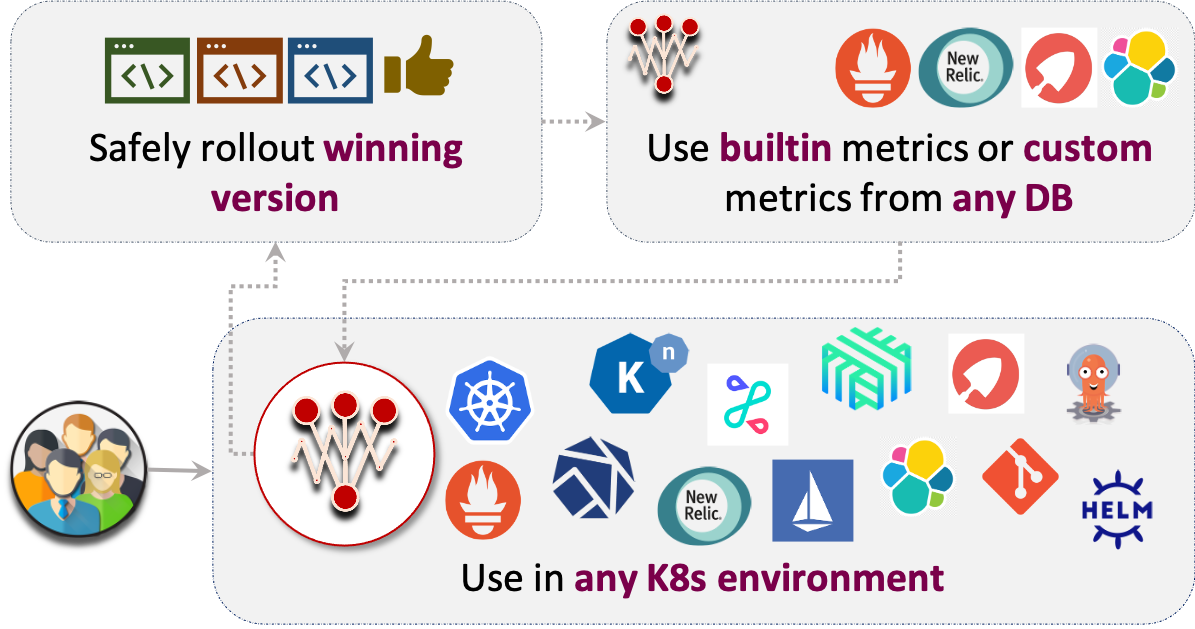 </>
</>
</>
Safely rollout winning
version
New
Relic.
Use builtin metrics or custom
metrics from any DB
K
n
New
Relic.
HELM
Use in any K8s environment